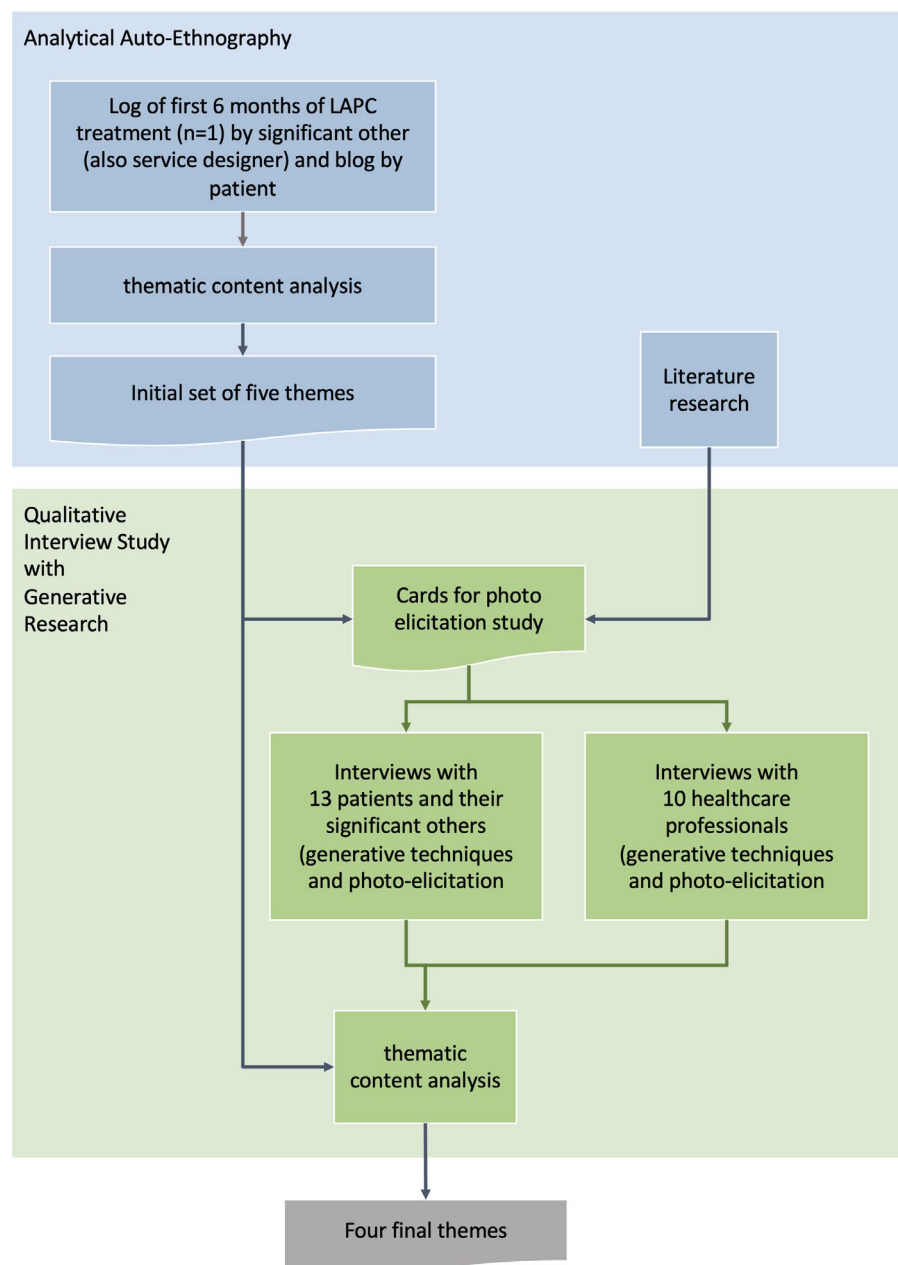 Analytical Auto-Ethnography
Log of first 6 months of LAPC
treatment (n=1) by significant other
(also service designer) and blog by
patient
thematic content analysis
Initial set of five themes
Literature
research
Qualitative
Interview Study
with
Generative
Research
Cards for photo
elicitation study
Interviews with
13 patients and their
significant others
(generative techniques
and photo-elicitation
Interviews with
10 healthcare
professionals
(generative techniques
and photo-elicitation
thematic
content analysis
Four final themes